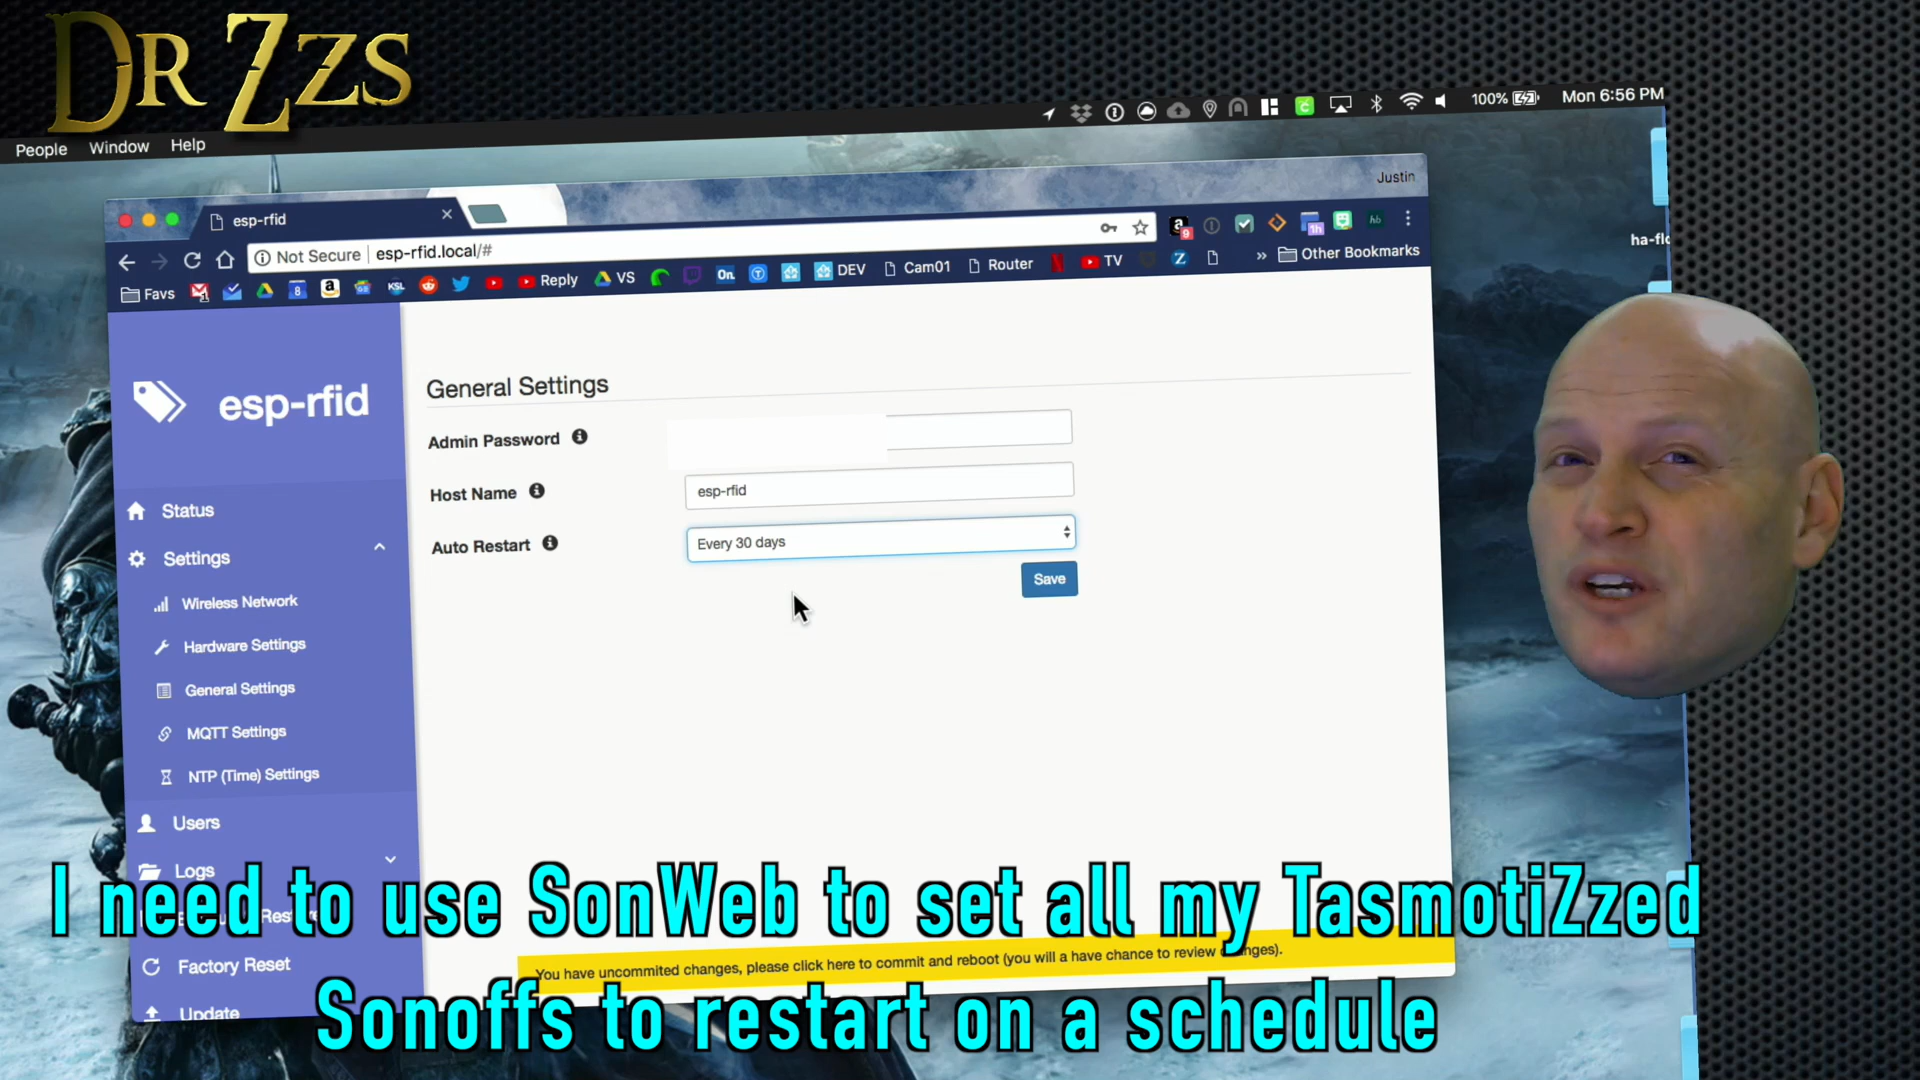 DR ZZS
People Window Help
100% Mon 6:56 PM
Justin
esp-rfid
Not Secure | esp-rfid.local/#
Favs Reply VS On. DEV Cam01 Router TV Z » Other Bookmarks
esp-rfid
Status
Settings
Wireless Network
Hardware Settings
General Settings
MQTT Settings
NTP (Time) Settings
Users
Logs
Factory Reset
Update
General Settings
Admin Password
Host Name esp-rfid
Auto Restart Every 30 days
Save
You have uncommited changes, please click here to commit and reboot (you will a have chance to review
I need to use SonWeb to set all my TasmotiZzed
Sonoffs to restart on a schedule